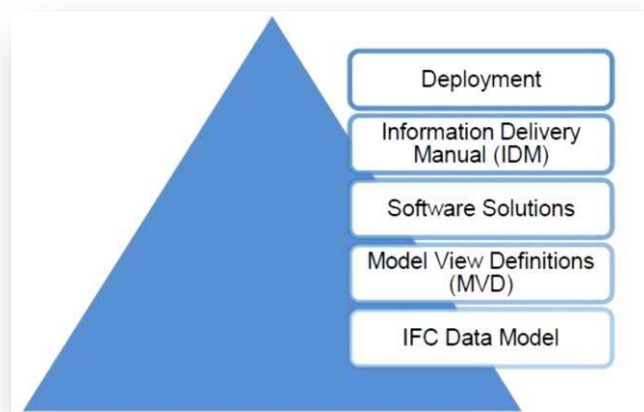 Deployment
Information Delivery
Manual (IDM)
Software Solutions
Model View Definitions
(MVD)
IFC Data Model